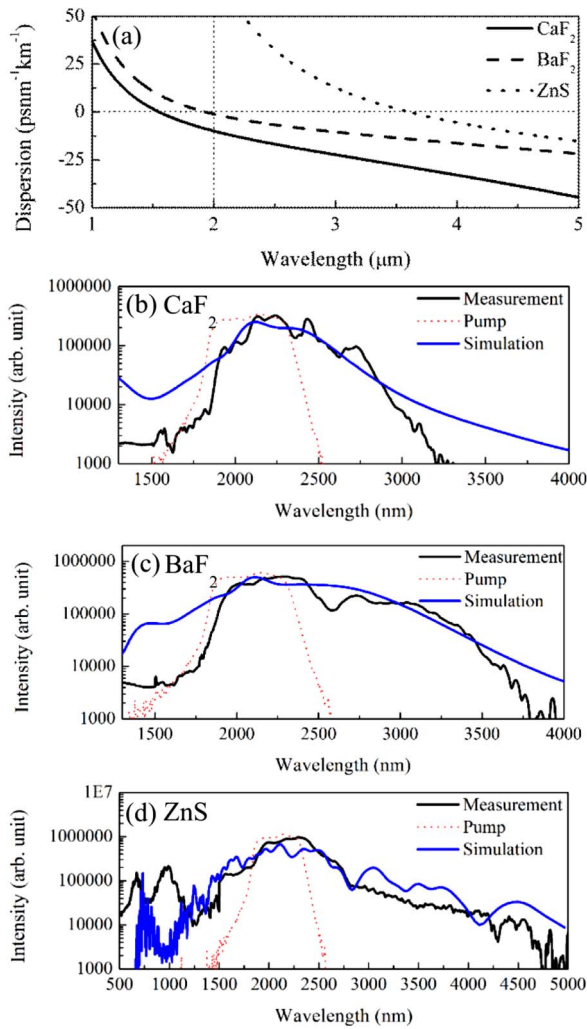 (a)
CaF2
BaF2
ZnS
50
25
0
-25
-50
Dispersion (psnm-1km-1)
1
2
3
4
5
Wavelength (μm)
(b) CaF
2
Measurement
Pump
Simulation
1000000
100000
10000
1000
Intensity (arb. unit)
1500
2000
2500
3000
3500
4000
Wavelength (nm)
(c) BaF
2
Measurement
Pump
Simulation
1000000
100000
10000
1000
Intensity (arb. unit)
1500
2000
2500
3000
3500
4000
Wavelength (nm)
(d) ZnS
Measurement
Pump
Simulation
1E7
1000000
100000
10000
1000
Intensity (arb. unit)
500
1000
1500
2000
2500
3000
3500
4000
4500
5000
Wavelength (nm)